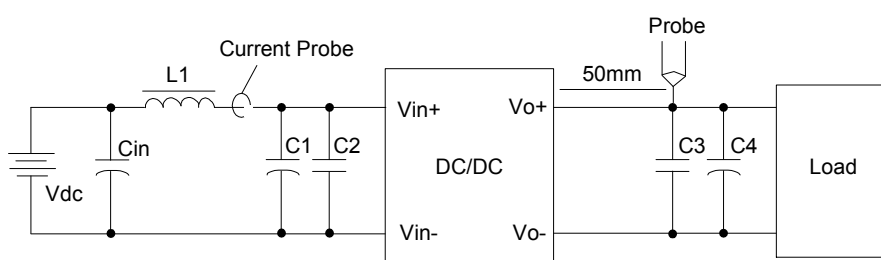 Probe
Current Probe
L1
50mm
Vin+
Vo+
Cin
C1
C2
C3
C4
DC/DC
Load
Vdc
Vin-
Vo-